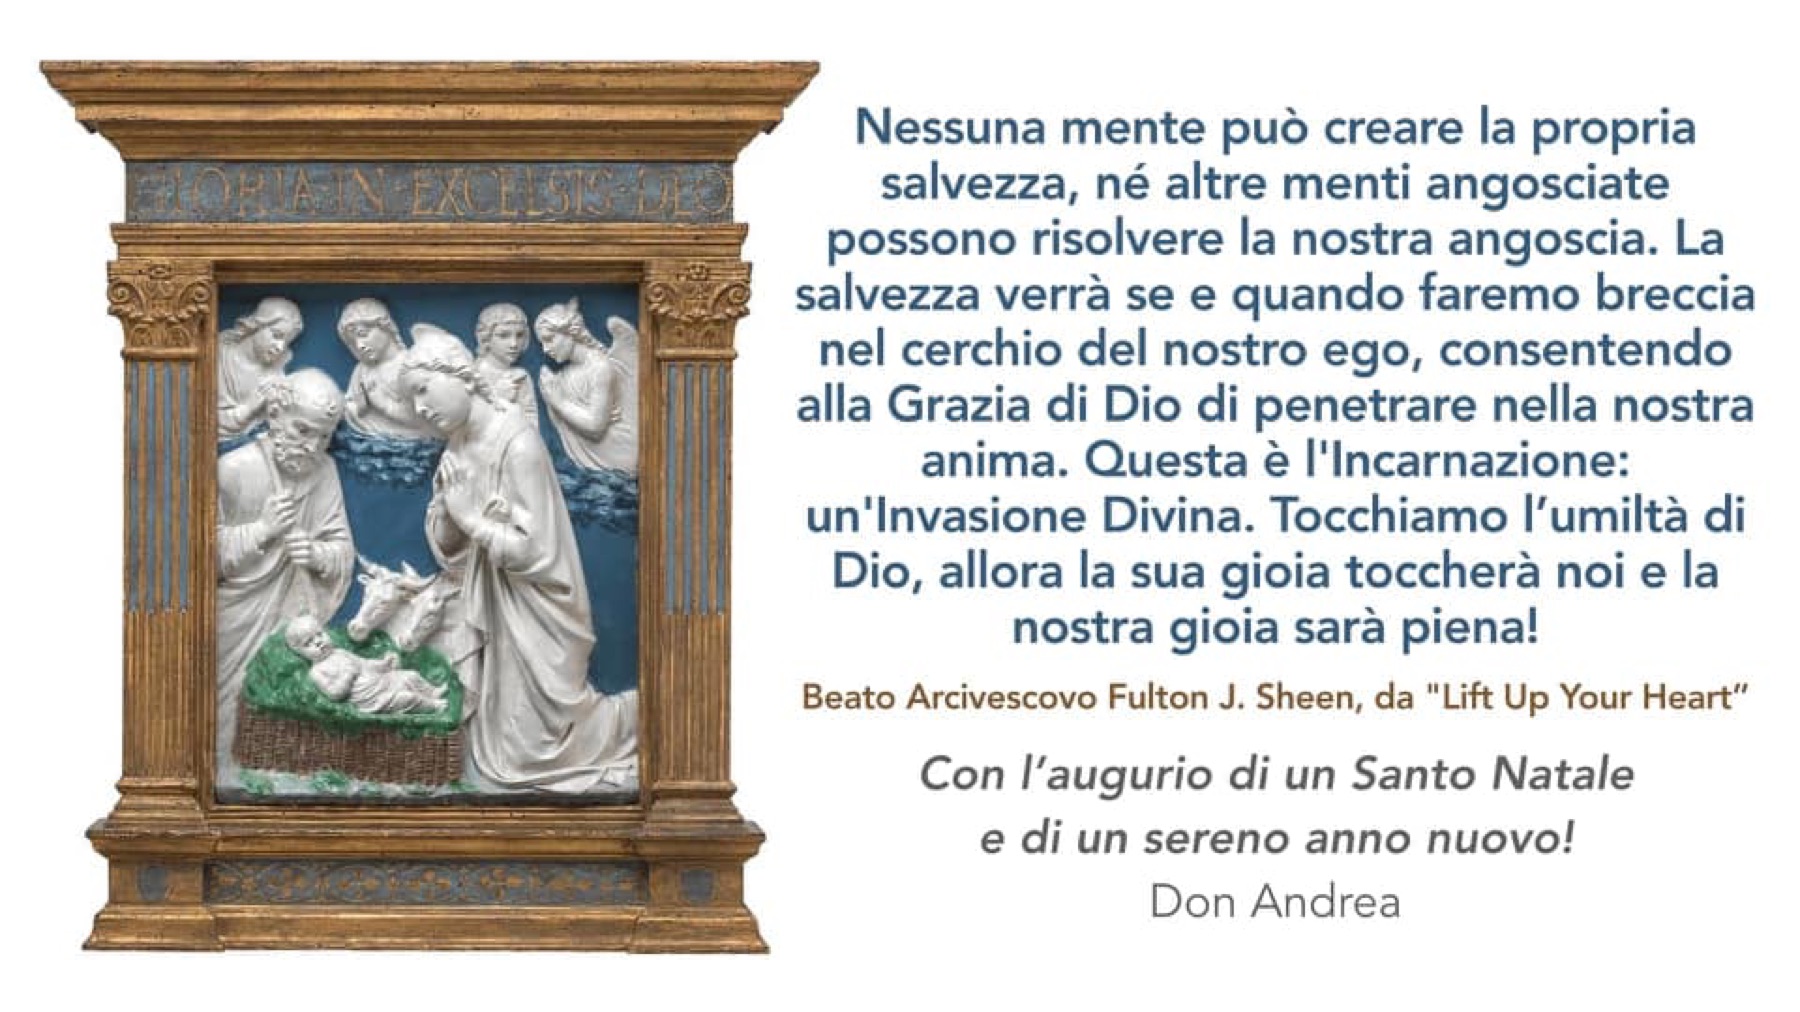 GLORIA·IN·EXCELSIS·DEO
Nessuna mente può creare la propria
salvezza, né altre menti angosciate
possono risolvere la nostra angoscia. La
salvezza verrà se e quando faremo breccia
nel cerchio del nostro ego, consentendo
alla Grazia di Dio di penetrare nella nostra
anima. Questa è l'Incarnazione:
un'Invasione Divina. Tocchiamo l’umiltà di
Dio, allora la sua gioia toccherà noi e la
nostra gioia sarà piena!
Beato Arcivescovo Fulton J. Sheen, da "Lift Up Your Heart”
Con l’augurio di un Santo Natale
e di un sereno anno nuovo!
Don Andrea